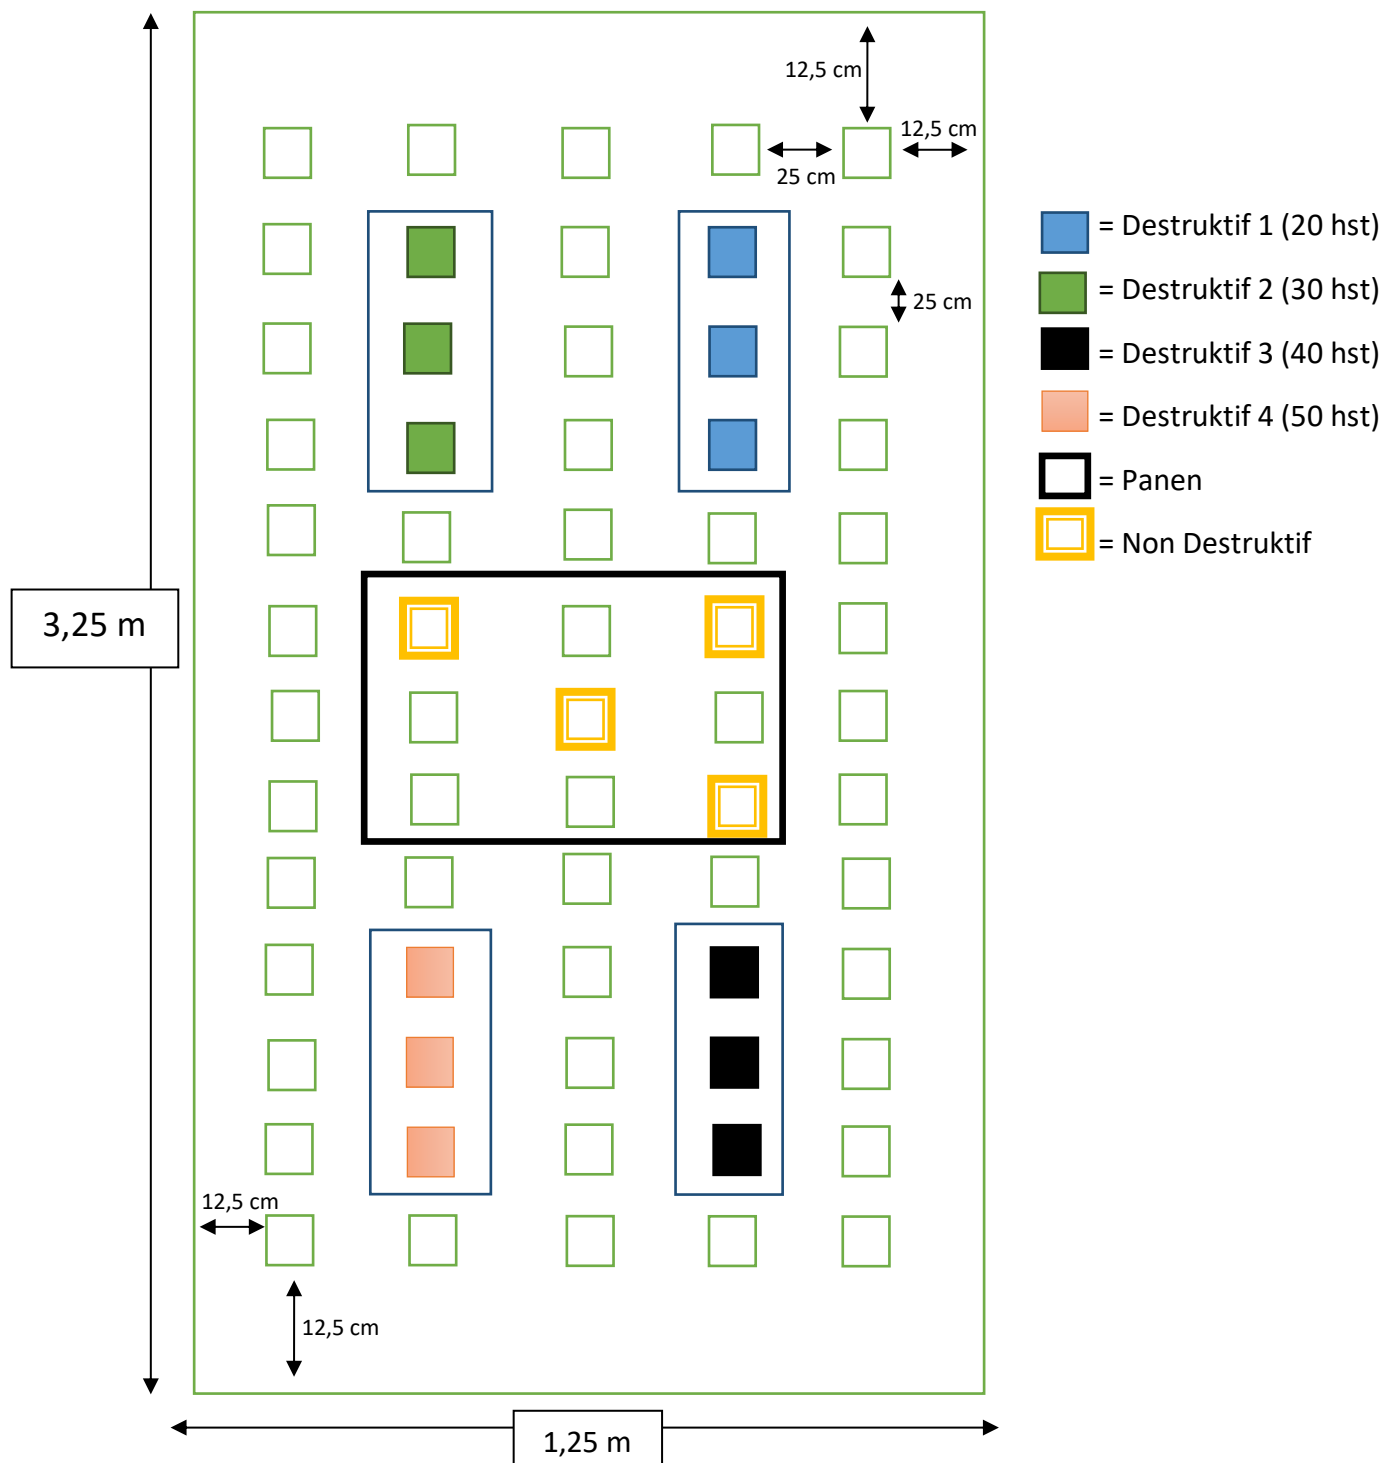 12,5 cm
12,5 cm
25 cm
25 cm
= Destruktif 1 (20 hst)
= Destruktif 2 (30 hst)
= Destruktif 3 (40 hst)
= Destruktif 4 (50 hst)
= Panen
= Non Destruktif
3,25 m
12,5 cm
12,5 cm
1,25 m